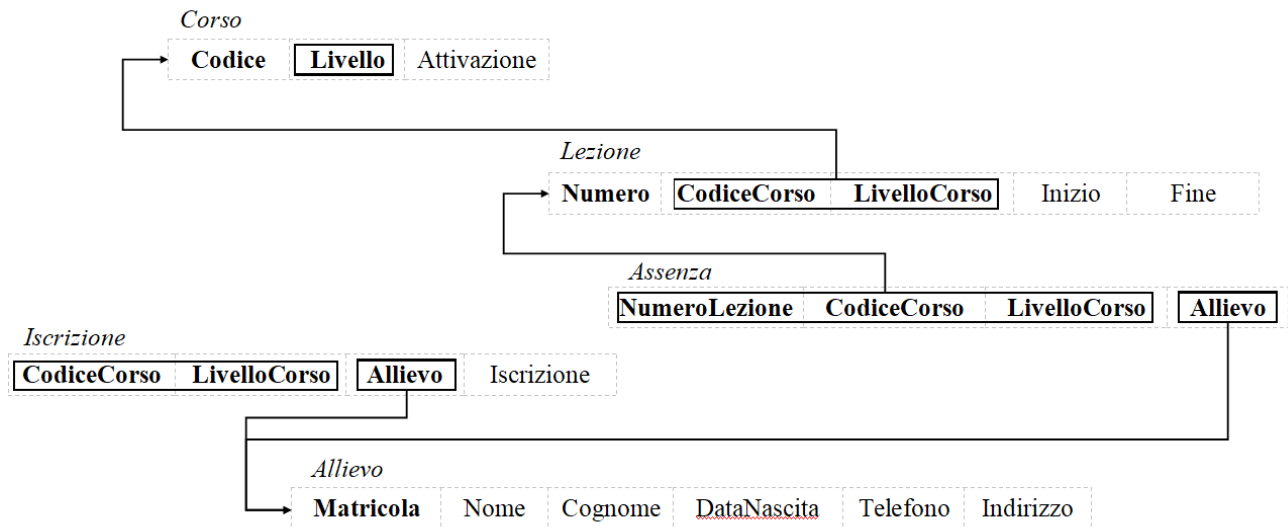 Corso
Codice Livello Attivazione
Lezione
Numero CodiceCorso LivelloCorso Inizio Fine
Assenza
NumeroLezione CodiceCorso LivelloCorso Allievo
Iscrizione
CodiceCorso LivelloCorso Allievo Iscrizione
Allievo
Matricola Nome Cognome DataNascita Telefono Indirizzo